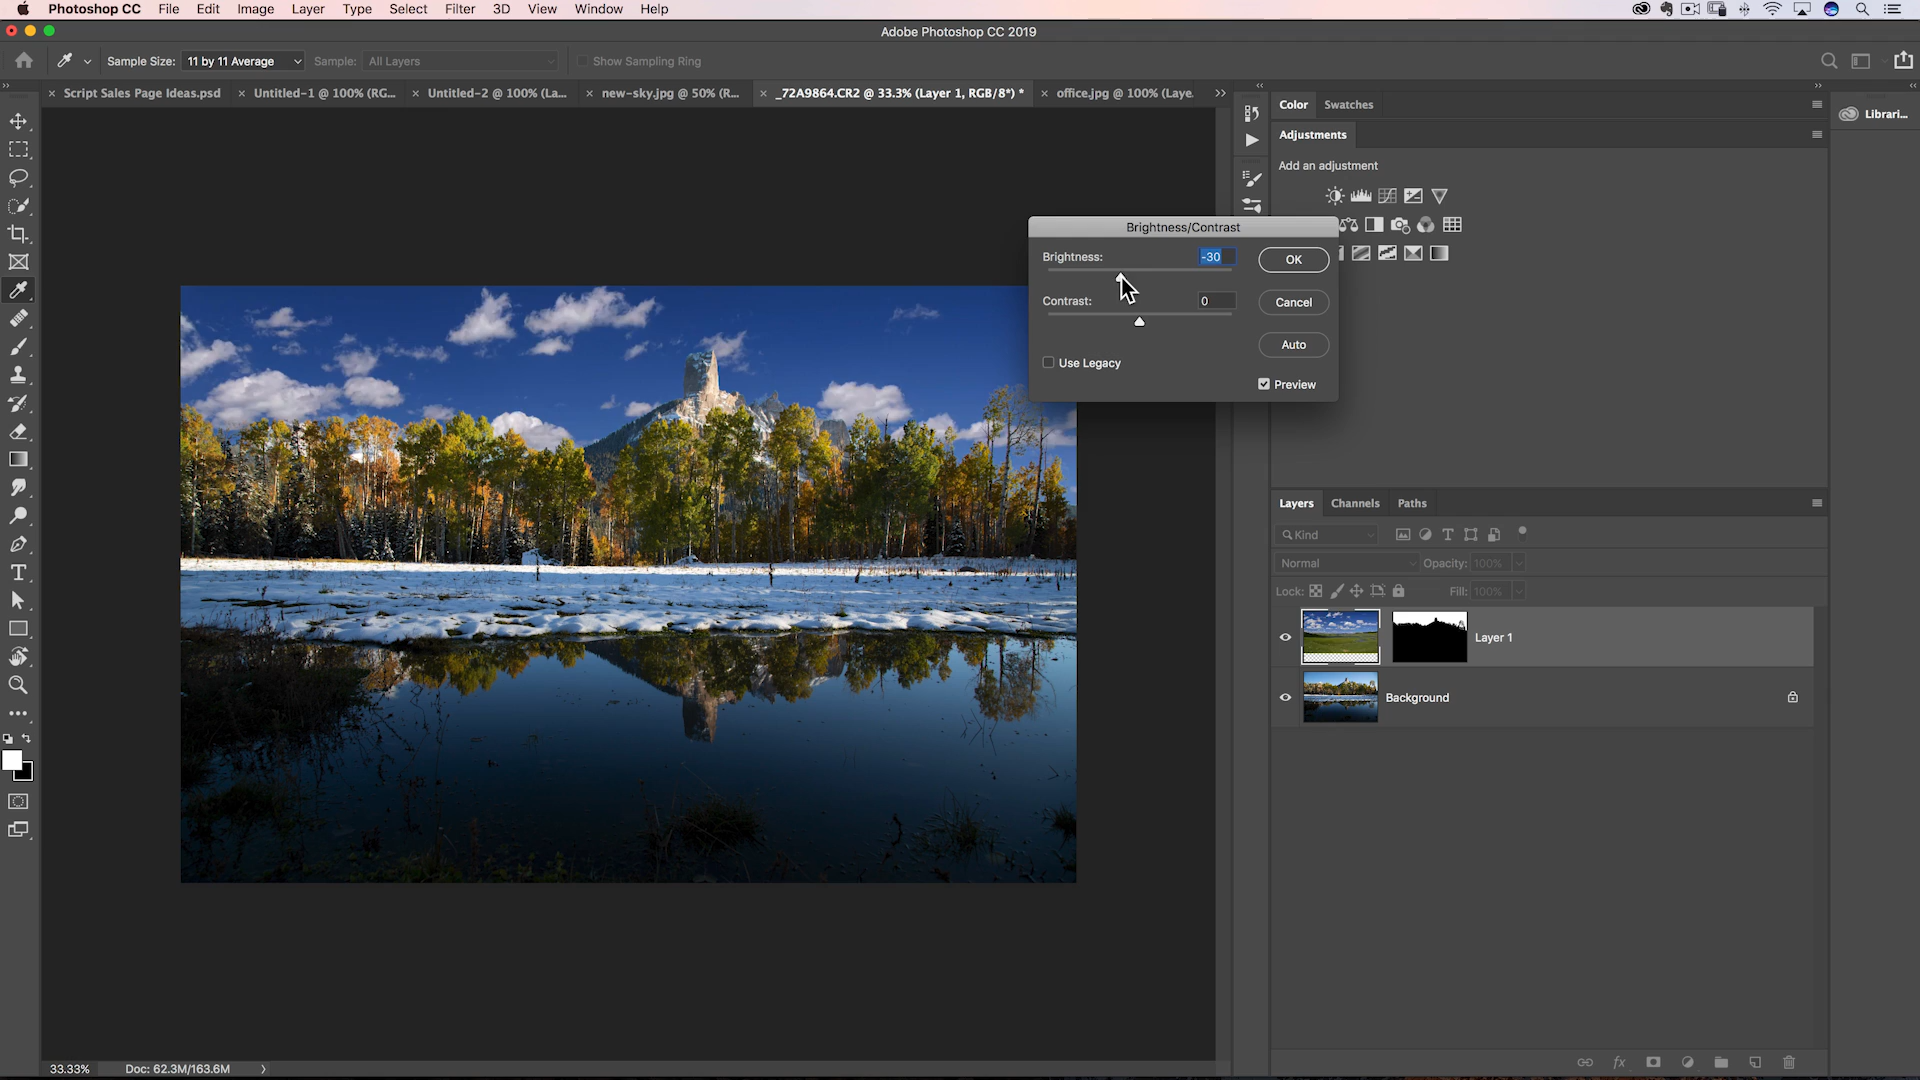 Photoshop CC File Edit Image Layer Type Select Filter 3D View Window Help
Adobe Photoshop CC 2019
Sample Size: 11 by 11 Average Sample: All Layers Show Sampling Ring
Script Sales Page Ideas.psd Untitled-1 @ 100% (RG... Untitled-2 @ 100% (La... new-sky.jpg @ 50% (R... _72A9864.CR2 @ 33.3% (Layer 1, RGB/8*) * office.jpg @ 100% (Laye
Color Swatches
Librari...
Adjustments
Add an adjustment
Brightness/Contrast
Brightness: -30 OK
Contrast: 0 Cancel
Auto
Use Legacy
Preview
Layers Channels Paths
Kind
Normal Opacity: 100%
Lock: Fill: 100%
Layer 1
Background
33.33% Doc: 62.3M/163.6M